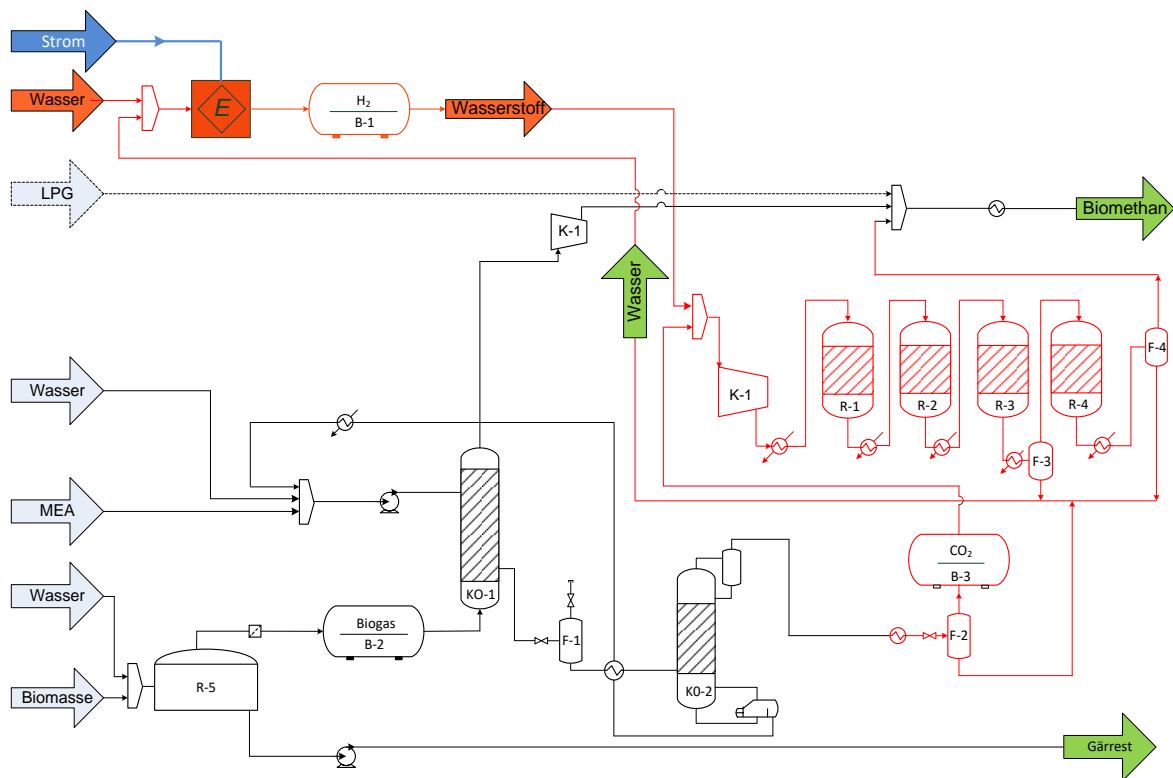 Strom
Wasser
E
H₂
B-1
Wasserstoff
LPG
K-1
Biomethan
Wasser
K-1
R-1
R-2
R-3
R-4
F-4
F-3
Wasser
MEA
KO-1
CO₂
B-3
Wasser
Biogas
B-2
F-1
F-2
K0-2
R-5
Biomasse
Gärrest